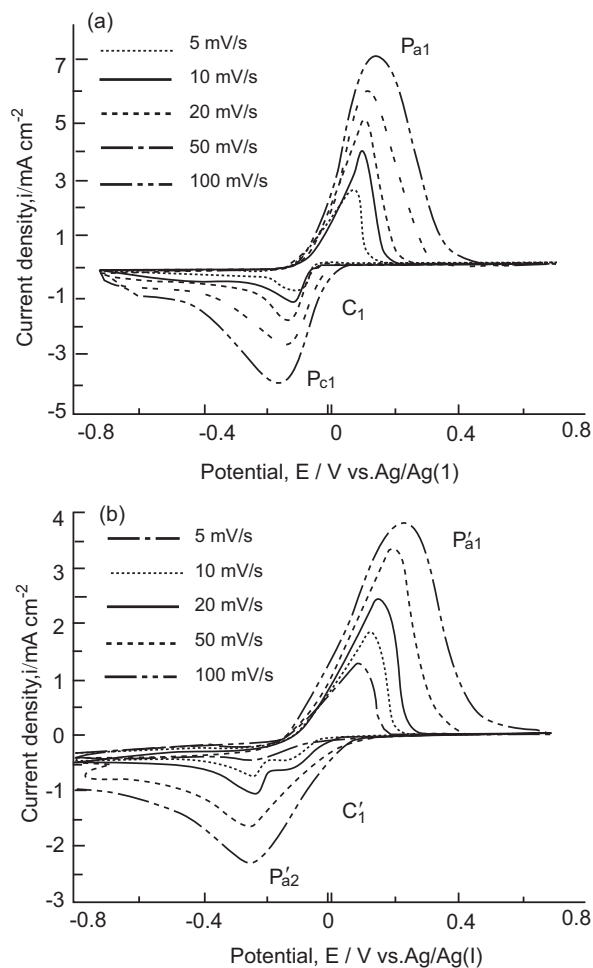 (a)
5 mV/s
10 mV/s
20 mV/s
50 mV/s
100 mV/s
Pa1
7
5
3
1
-1
-3
-5
Current density,i/mA cm-2
C1
Pc1
-0.8
-0.4
0
0.4
0.8
Potential, E / V vs.Ag/Ag(1)
(b)
5 mV/s
10 mV/s
20 mV/s
50 mV/s
100 mV/s
P′a1
4
3
2
1
0
-1
-2
-3
Current density,i/mA cm-2
C′1
P′a2
-0.8
-0.4
0
0.4
0.8
Potential, E / V vs.Ag/Ag(I)